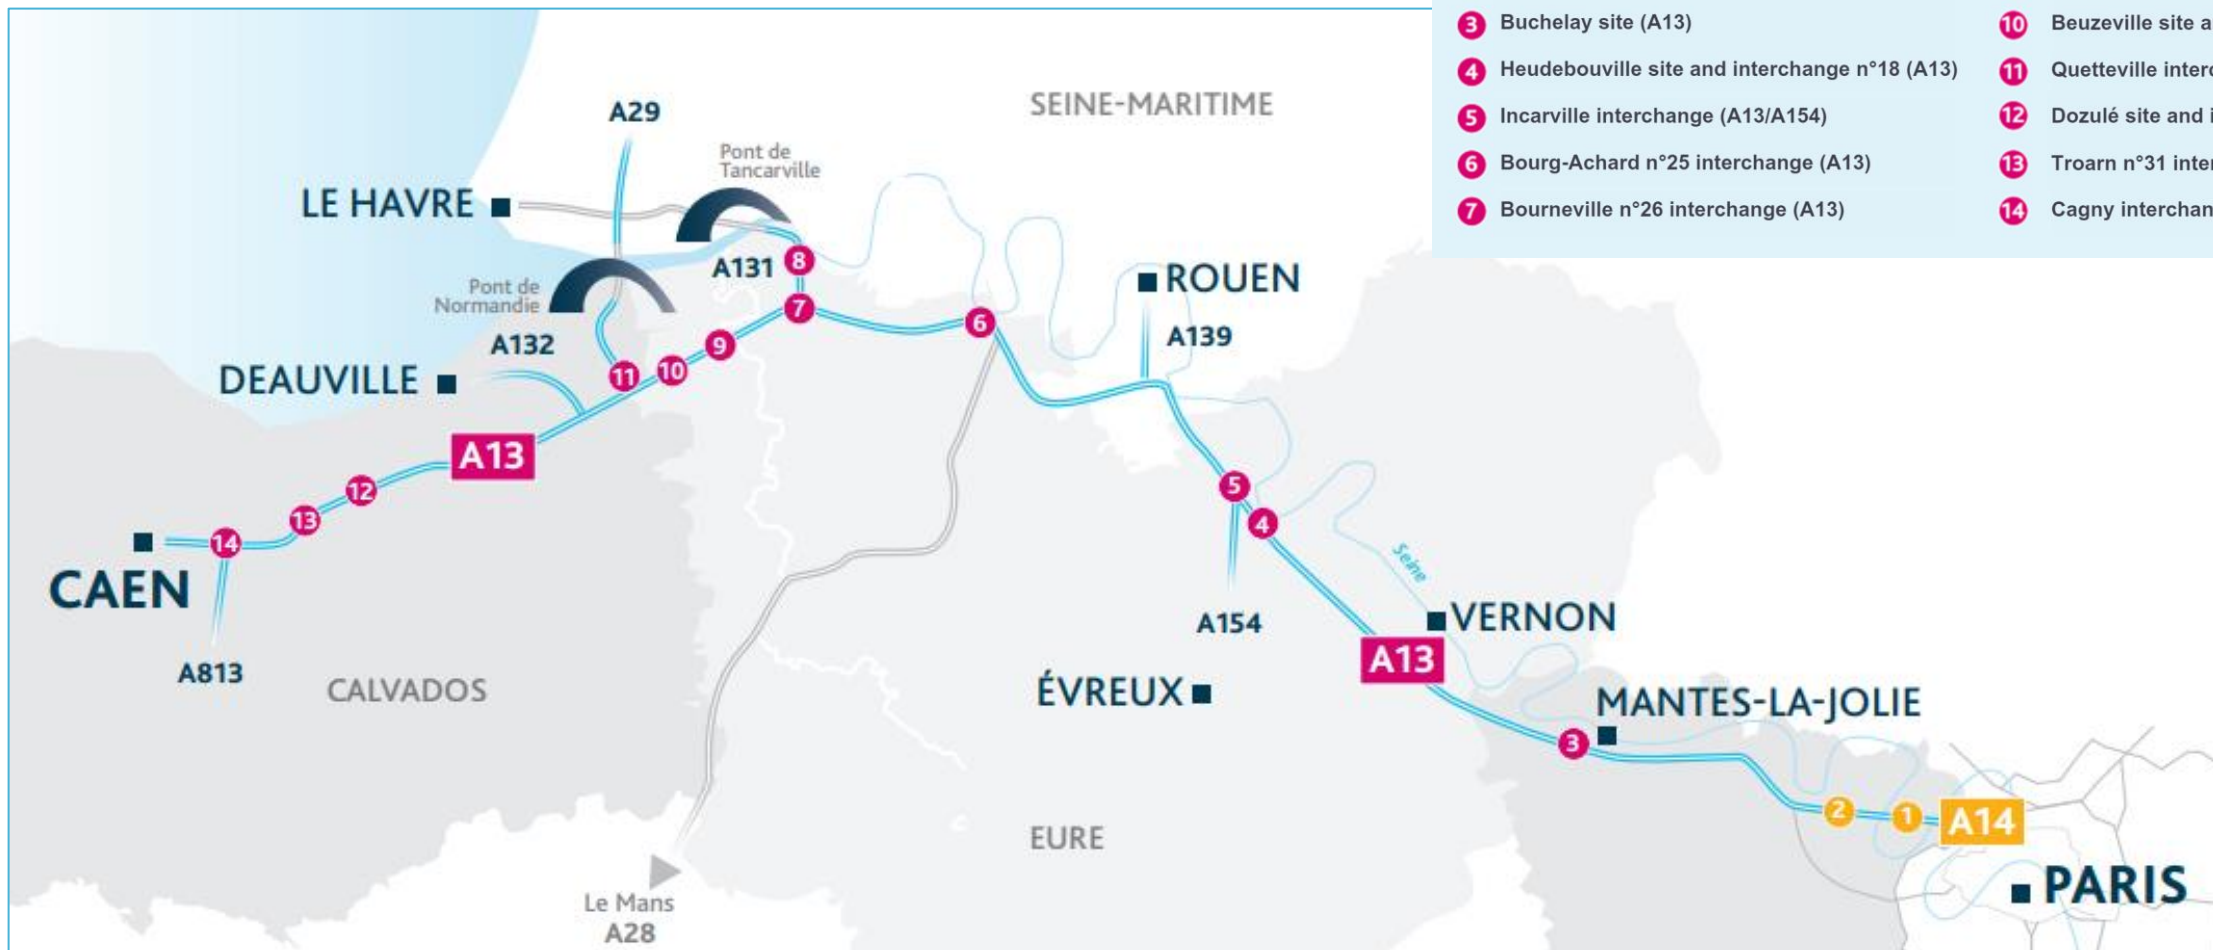 3 Buchelay site (A13)
4 Heudebouville site and interchange n°18 (A13)
5 Incarville interchange (A13/A154)
6 Bourg-Achard n°25 interchange (A13)
7 Bourneville n°26 interchange (A13)
10 Beuzeville site
11 Quetteville
12 Dozulé site and
13 Troarn n°31
14 Cagny
A29
SEINE-MARITIME
Pont de
Tancarville
LE HAVRE
A131
8
ROUEN
Pont de
Normandie
7
6
A139
A132
9
DEAUVILLE
11
10
A13
12
5
13
4
14
Seine
CAEN
A154
VERNON
A13
A813
CALVADOS
ÉVREUX
MANTES-LA-JOLIE
3
2
1
A14
EURE
PARIS
Le Mans
A28